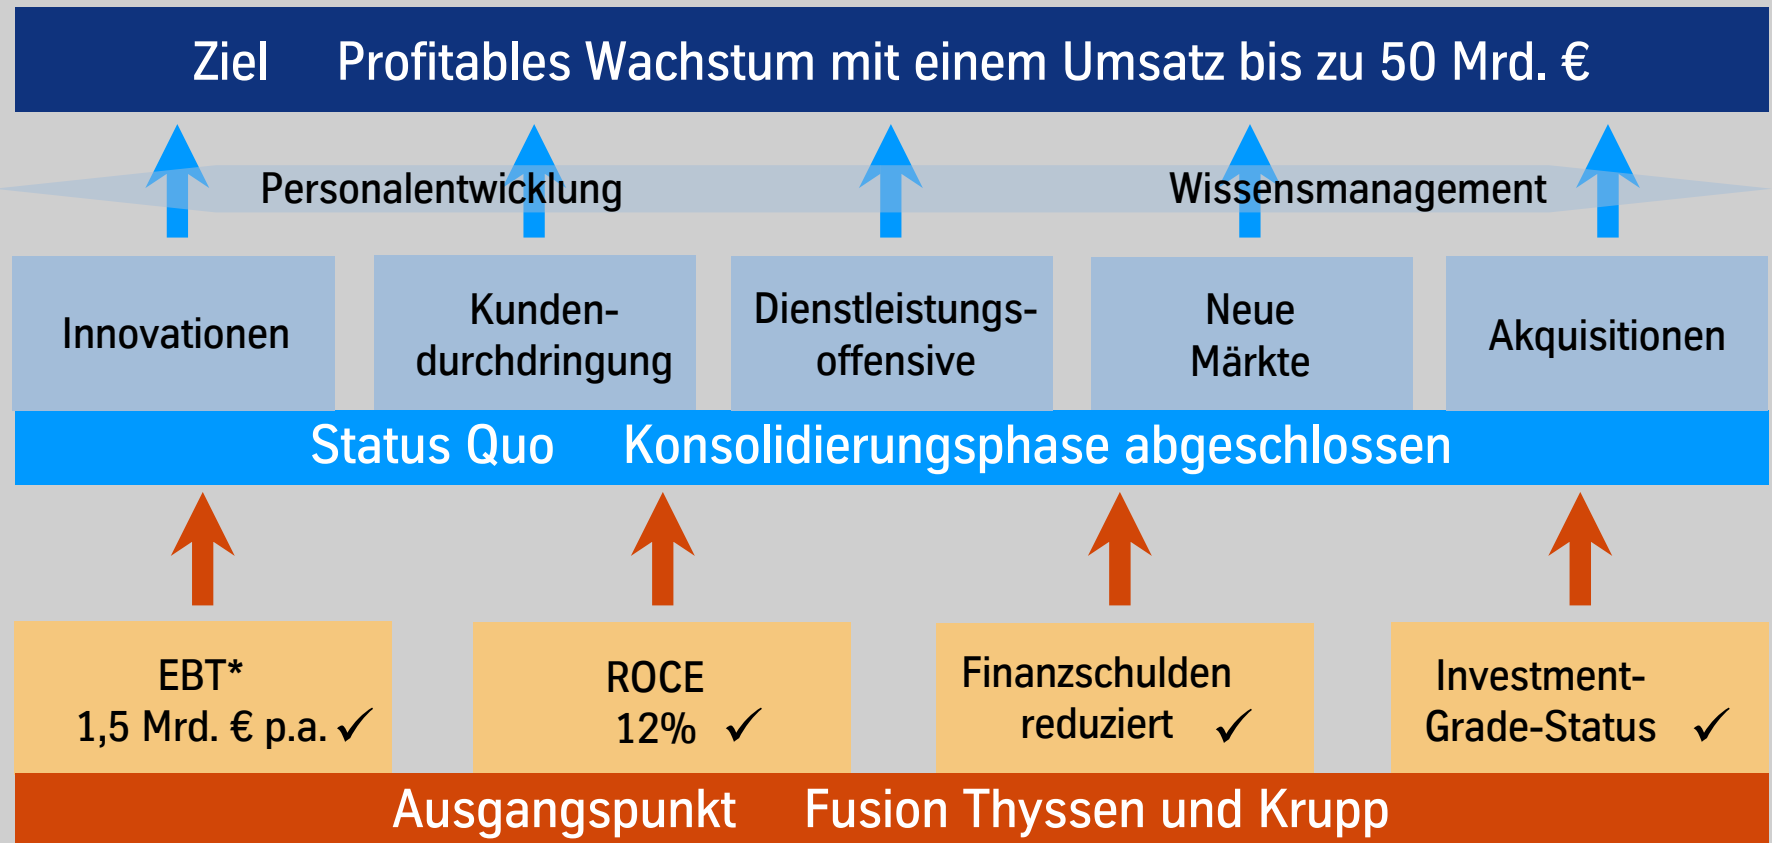 Ziel Profitables Wachstum mit einem Umsatz bis zu 50 Mrd. €
Personalentwicklung Wissensmanagement
Innovationen
Kunden-
durchdringung
Dienstleistungs-
offensive
Neue
Märkte
Akquisitionen
Status Quo Konsolidierungsphase abgeschlossen
EBT*
1,5 Mrd. € p.a. ✓
ROCE
12% ✓
Finanzschulden
reduziert ✓
Investment-
Grade-Status ✓
Ausgangspunkt Fusion Thyssen und Krupp